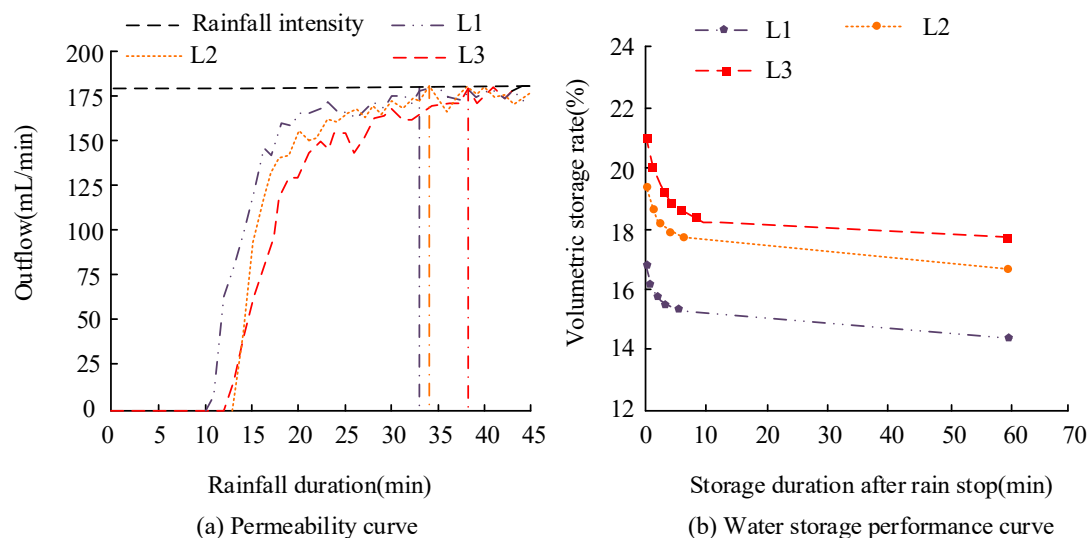 Rainfall intensity
L1
L2
L3
200
175
150
125
100
75
50
25
0
Outflow(mL/min)
0 5 10 15 20 25 30 35 40 45
Rainfall duration(min)
(a) Permeability curve
L1
L2
L3
24
22
20
18
16
14
12
Volumetric storage rate(%)
0 10 20 30 40 50 60 70
Storage duration after rain stop(min)
(b) Water storage performance curve